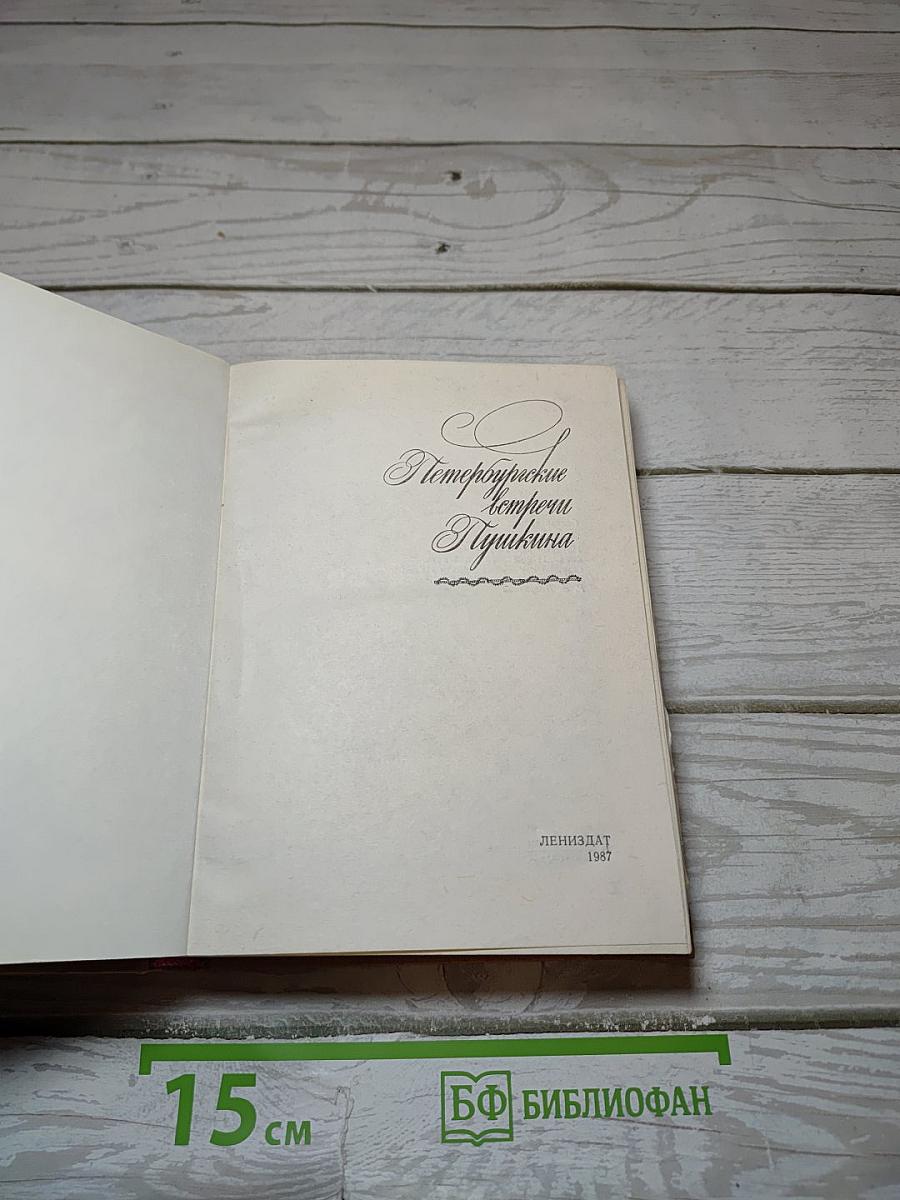 Петербургские
встречи
Пушкина
ЛЕНИЗДАТ
1987
15 см
БФ БИБЛИОФАН